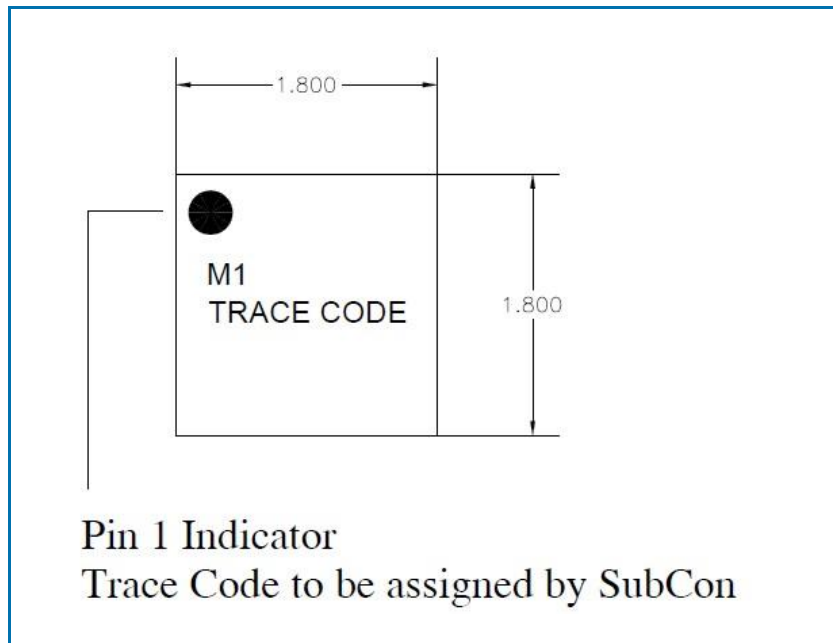 1.800
M1
TRACE CODE
1.800
Pin 1 Indicator
Trace Code to be assigned by SubCon